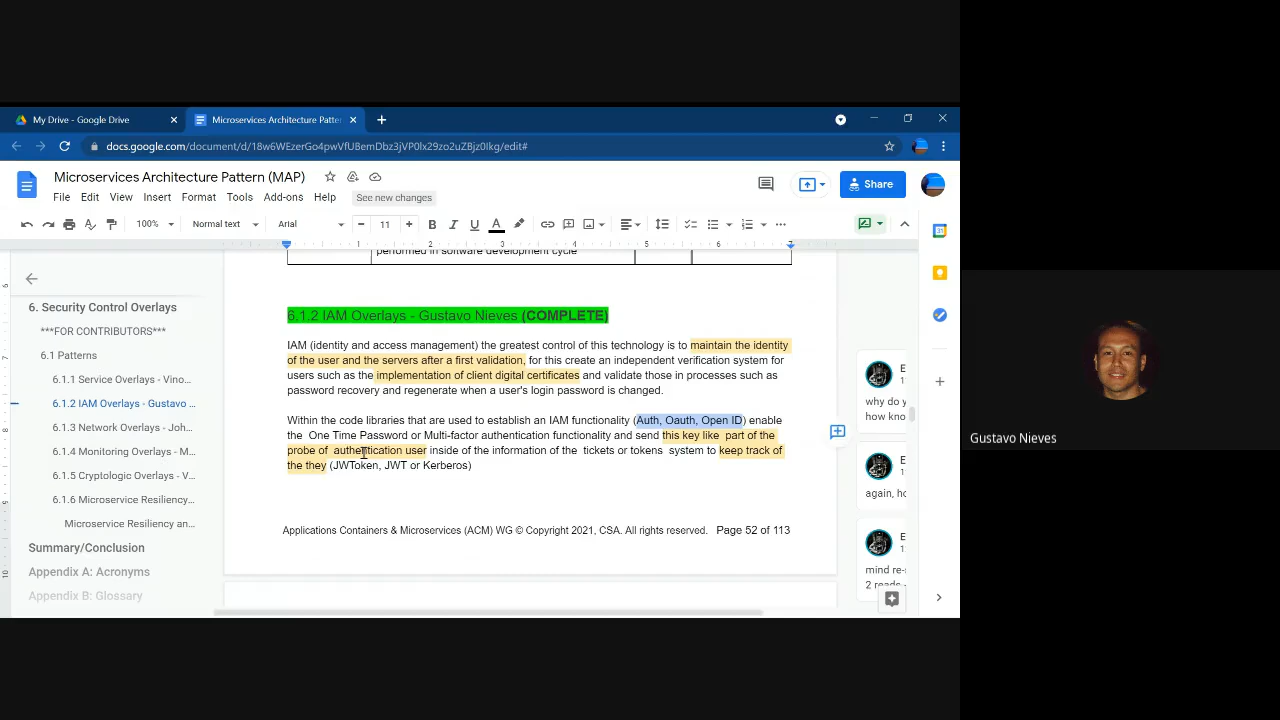 My Drive - Google Drive
Microservices Architecture Patte
docs.google.com/document/d/18w6WEzerGo4pwVfUBemDbz3jVP0lx29zo2uZBjz0Ikg/edit#
Microservices Architecture Pattern (MAP)
File Edit View Insert Format Tools Add-ons Help See new changes
Share
100% Normal text Arial 11
1 2 3 4 5 6 7
performed in software development cycle
6. Security Control Overlays
***FOR CONTRIBUTORS***
6.1 Patterns
6.1.1 Service Overlays - Vino...
6.1.2 IAM Overlays - Gustavo ...
6.1.3 Network Overlays - Joh...
6.1.4 Monitoring Overlays - M...
6.1.5 Cryptologic Overlays - V...
6.1.6 Microservice Resiliency...
Microservice Resiliency an...
Summary/Conclusion
Appendix A: Acronyms
Appendix B: Glossary
6.1.2 IAM Overlays - Gustavo Nieves (COMPLETE)
IAM (identity and access management) the greatest control of this technology is to maintain the identity
of the user and the servers after a first validation, for this create an independent verification system for
users such as the implementation of client digital certificates and validate those in processes such as
password recovery and regenerate when a user's login password is changed.
Within the code libraries that are used to establish an IAM functionality (Auth, Oauth, Open ID) enable
the One Time Password or Multi-factor authentication functionality and send this key like part of the
probe of authentication user inside of the information of the tickets or tokens system to keep track of
the they (JWToken, JWT or Kerberos)
Applications Containers & Microservices (ACM) WG © Copyright 2021, CSA. All rights reserved. Page 52 of 113
E
why do y
how kno
E
again, ho
E
mind re-
2 reads
Gustavo Nieves